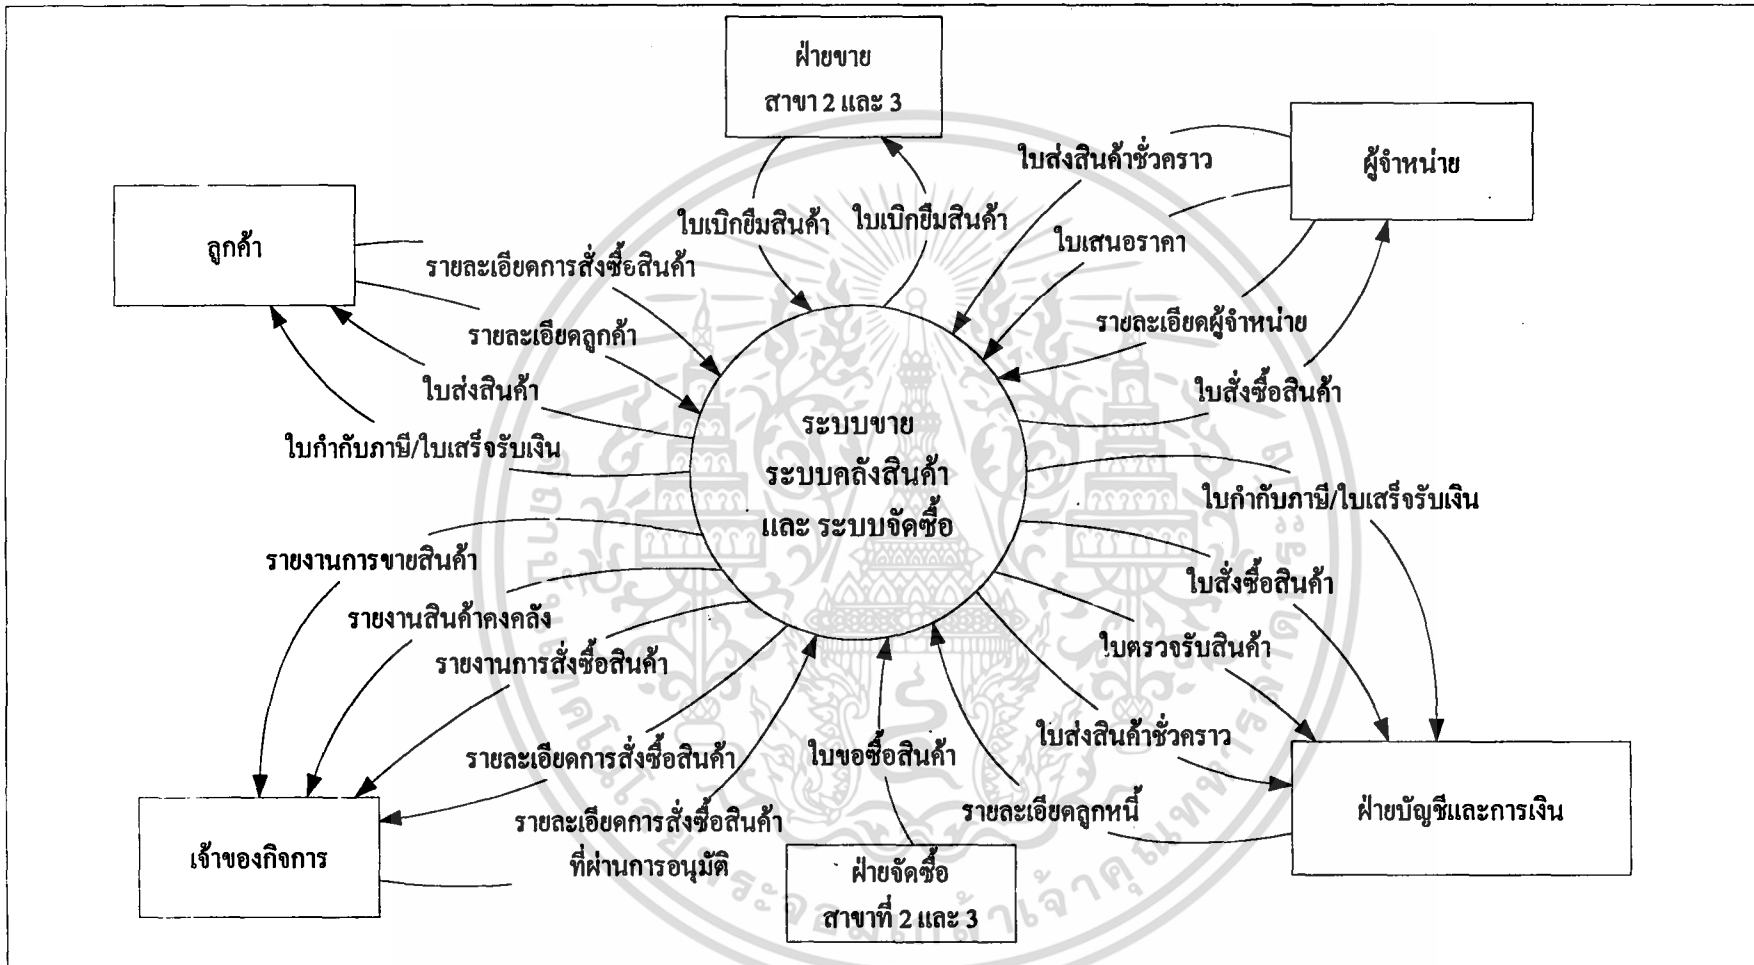 ฝ่ายขาย
สาขา 2 และ 3
ผู้จำหน่าย
ลูกค้า
ใบส่งสินค้าชั่วคราว
ใบเบิกยืมสินค้า
ใบเบิกยืมสินค้า
ใบเสนอราคา
รายละเอียดการสั่งซื้อสินค้า
รายละเอียดลูกค้า
รายละเอียดผู้จำหน่าย
ใบส่งสินค้า
ใบสั่งซื้อสินค้า
ใบกำกับภาษี/ใบเสร็จรับเงิน
ระบบขาย
ระบบคลังสินค้า
และ ระบบจัดซื้อ
ใบกำกับภาษี/ใบเสร็จรับเงิน
รายงานการขายสินค้า
ใบสั่งซื้อสินค้า
รายงานสินค้าคงคลัง
รายงานการสั่งซื้อสินค้า
ใบตรวจรับสินค้า
รายละเอียดการสั่งซื้อสินค้า
ใบขอซื้อสินค้า
ใบส่งสินค้าชั่วคราว
รายละเอียดการสั่งซื้อสินค้า
ที่ผ่านการอนุมัติ
รายละเอียดลูกหนี้
ฝ่ายบัญชีและการเงิน
เจ้าของกิจการ
ฝ่ายจัดซื้อ
สาขาที่ 2 และ 3